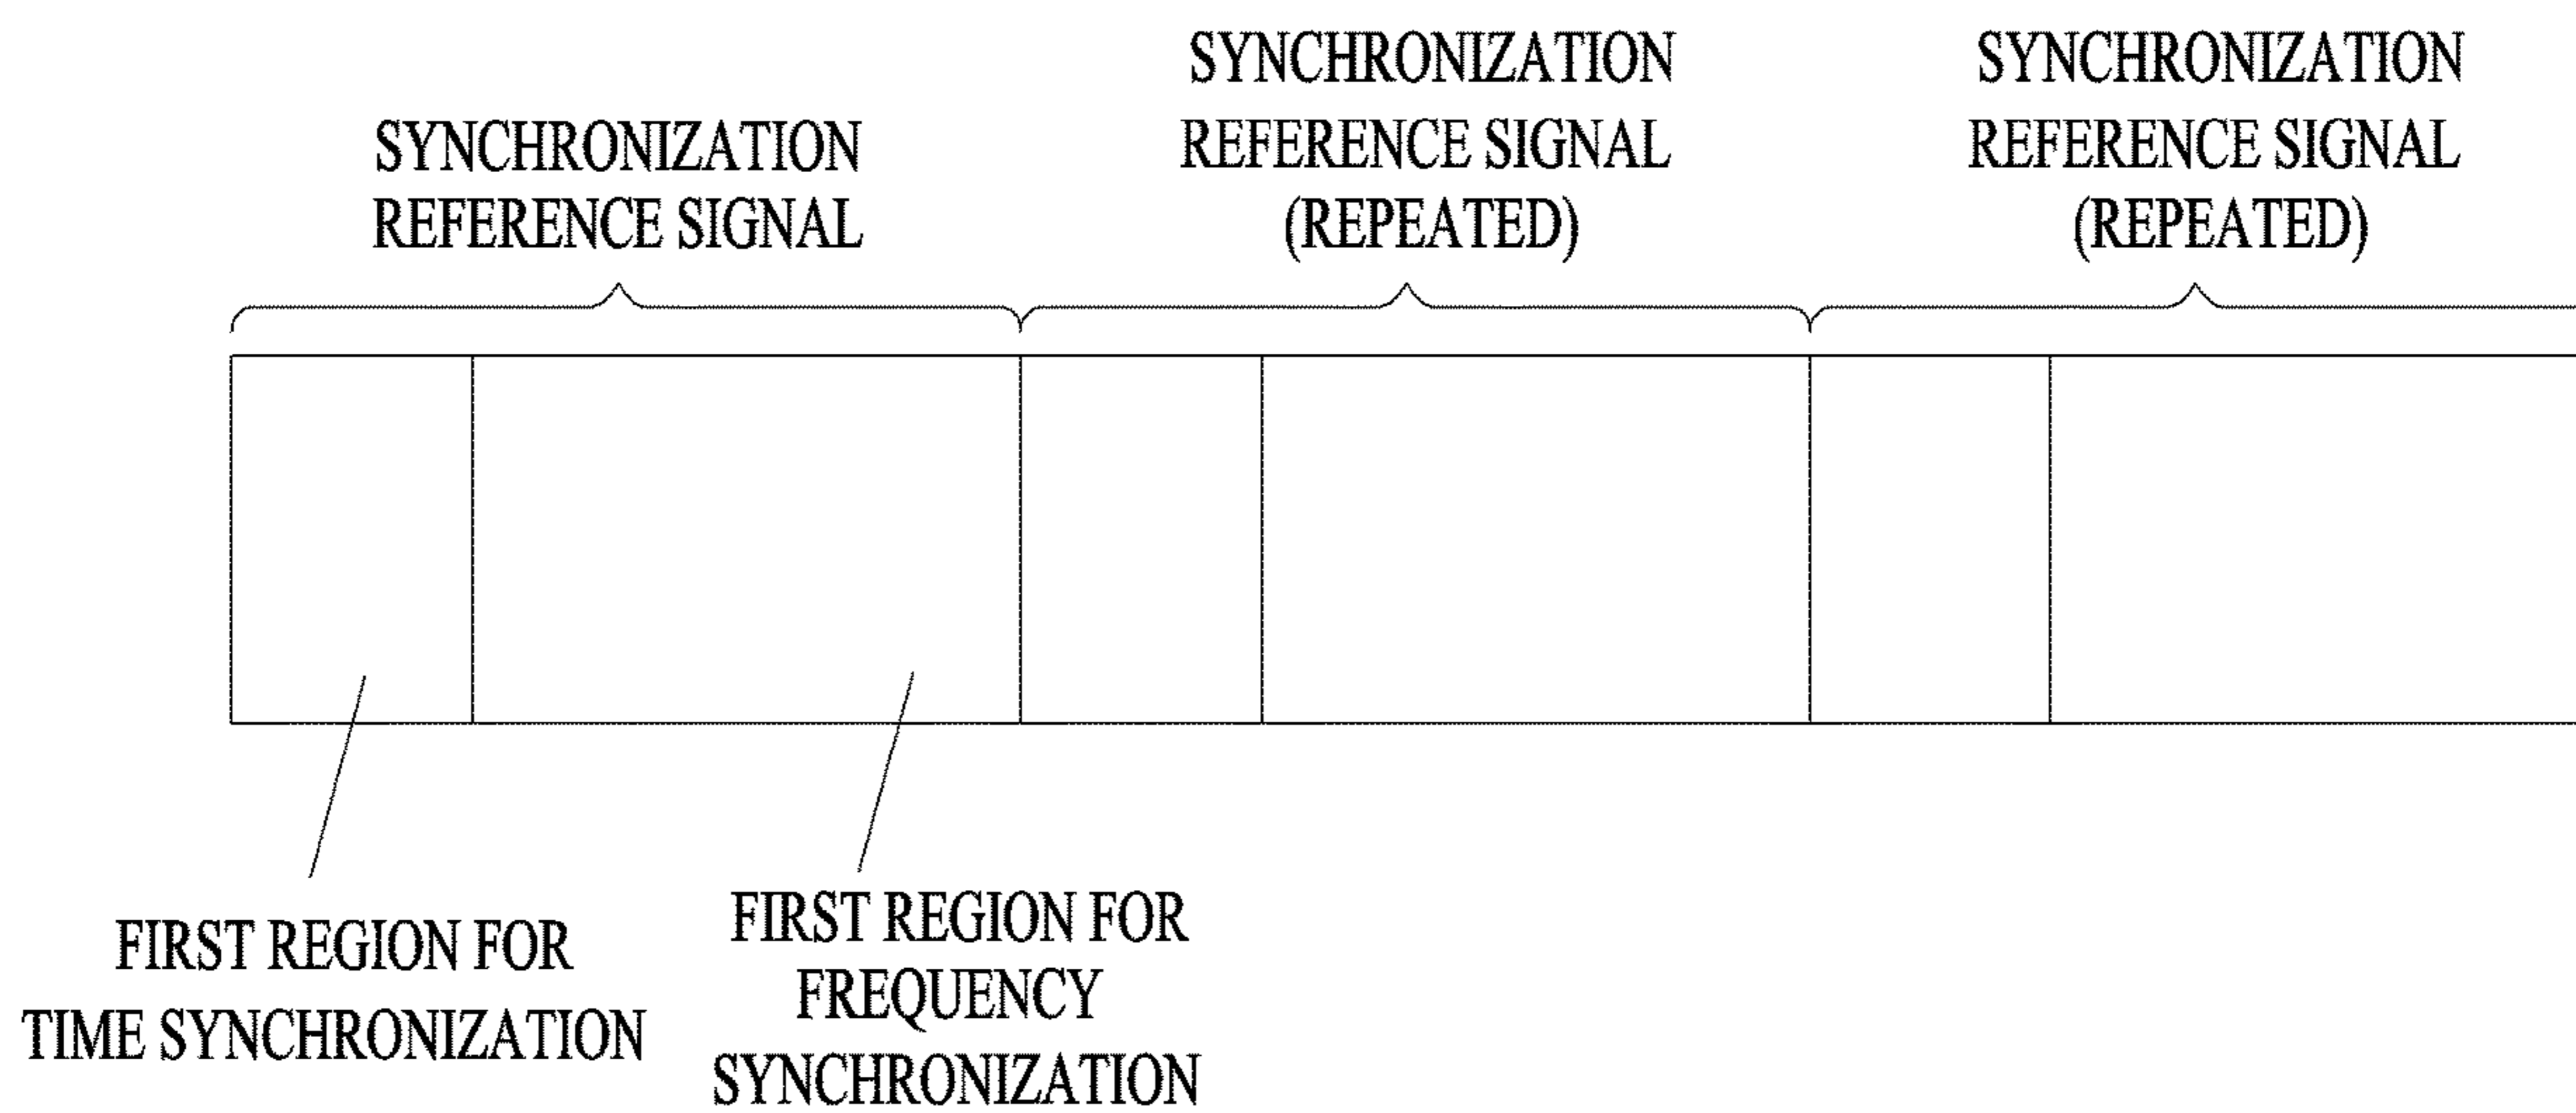 SYNCHRONIZATION
REFERENCE SIGNAL
SYNCHRONIZATION
REFERENCE SIGNAL
(REPEATED)
SYNCHRONIZATION
REFERENCE SIGNAL
(REPEATED)
FIRST REGION FOR
TIME SYNCHRONIZATION
FIRST REGION FOR
FREQUENCY
SYNCHRONIZATION